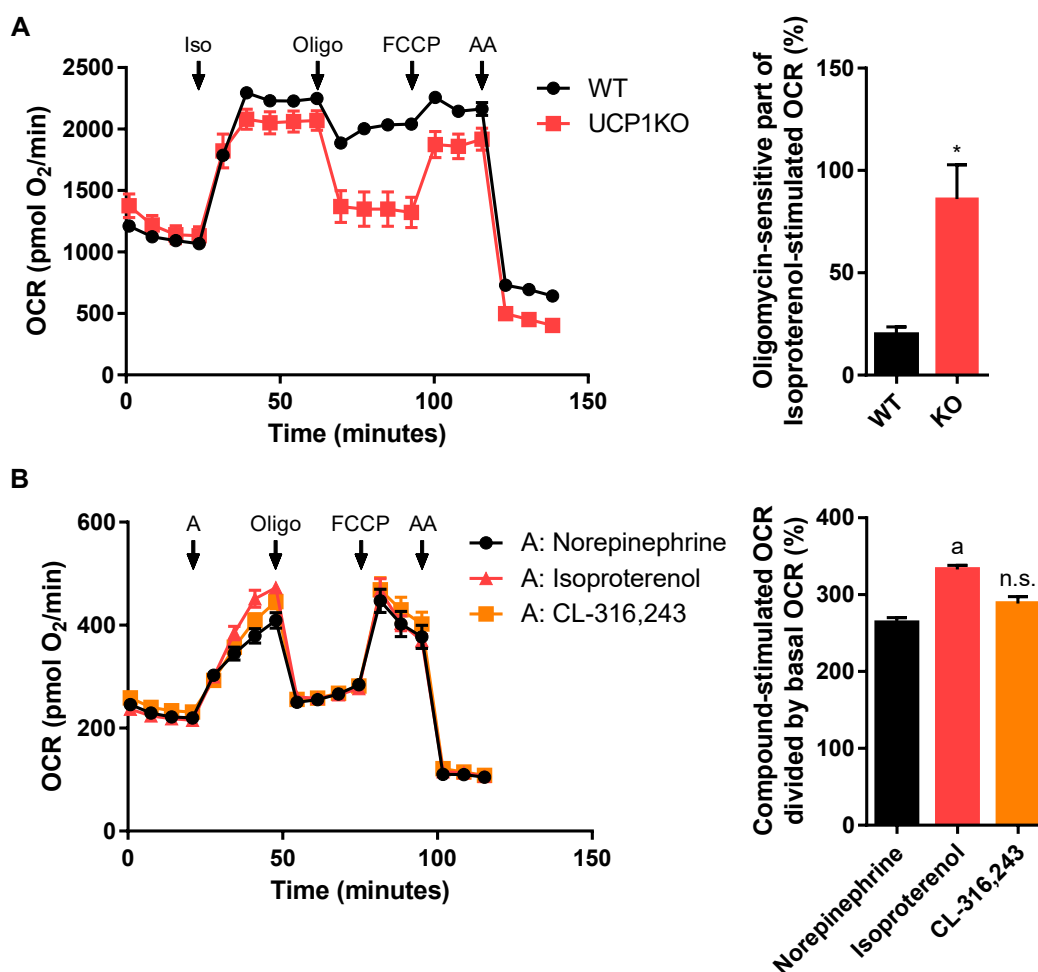 A
Iso
Oligo
FCCP
AA
WT
UCP1KO
OCR (pmol O2/min)
2500
2000
1500
1000
500
0
0
50
100
150
Time (minutes)
Oligomycin-sensitive part of
Isoproterenol-stimulated OCR (%)
150
100
50
0
*
WT
KO
B
A
Oligo
FCCP
AA
A: Norepinephrine
A: Isoproterenol
A: CL-316,243
OCR (pmol O2/min)
600
400
200
0
0
50
100
150
Time (minutes)
Compound-stimulated OCR
divided by basal OCR (%)
400
300
200
100
0
a
n.s.
Norepinephrine
Isoproterenol
CL-316,243